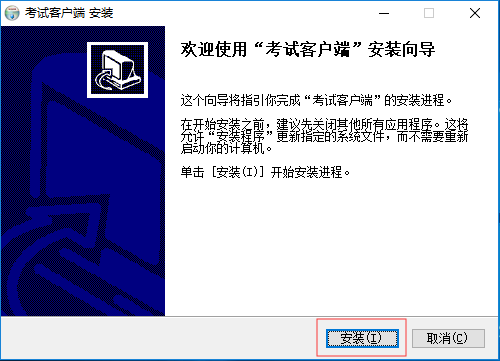 考试客户端 安装
欢迎使用“考试客户端”安装向导
这个向导将指引你完成“考试客户端”的安装进程。
在开始安装之前，建议先关闭其他所有应用程序。这将
允许“安装程序”更新指定的系统文件，而不需要重新
启动你的计算机。
单击 [安装(I)] 开始安装进程。
安装(I)
取消(C)